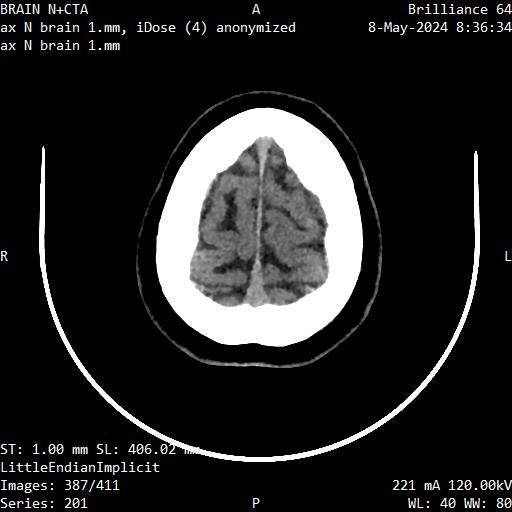 BRAIN N+CTA A Brilliance 64
ax N brain 1.mm, iDose (4) anonymized 8-May-2024 8:36:34
ax N brain 1.mm
R L
ST: 1.00 mm SL: 406.02 mm
LittleEndianImplicit
Images: 387/411 221 mA 120.00kV
Series: 201 P WL: 40 WW: 80